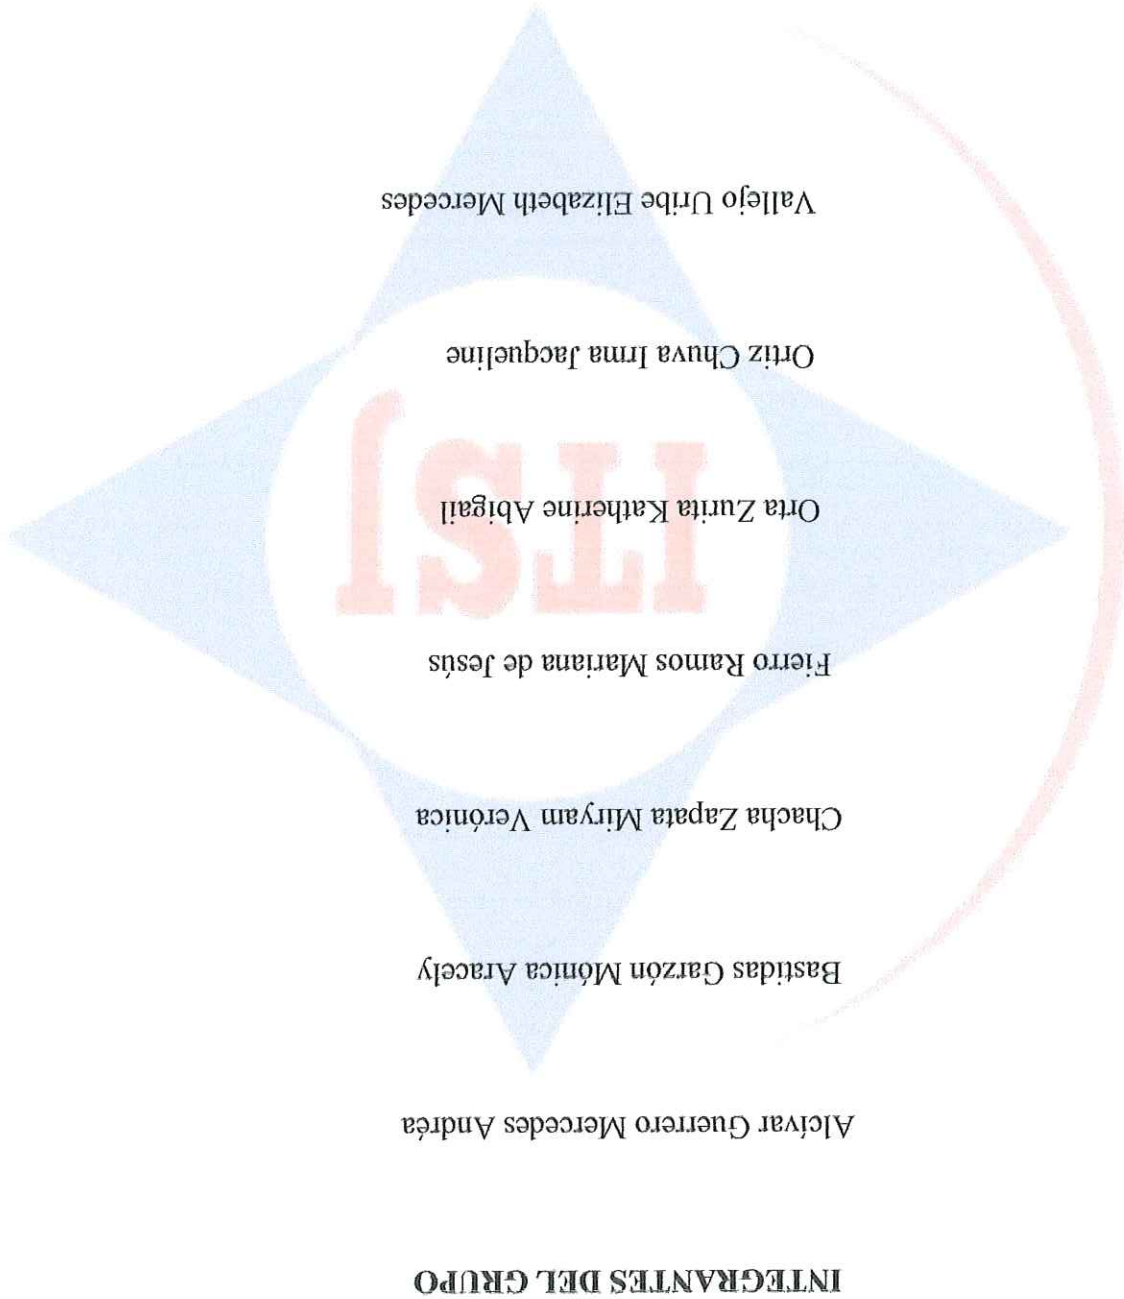 INTEGRANTES DEL GRUPO
Alcívar Guerrero Mercedes Andréa
Bastidas Garzón Mónica Aracely
Chacha Zapata Miryam Verónica
Fierro Ramos Mariana de Jesús
Orta Zurita Katherine Abigail
Ortiz Chuva Irma Jacqueline
Vallejo Uribe Elizabeth Mercedes
ITSJ